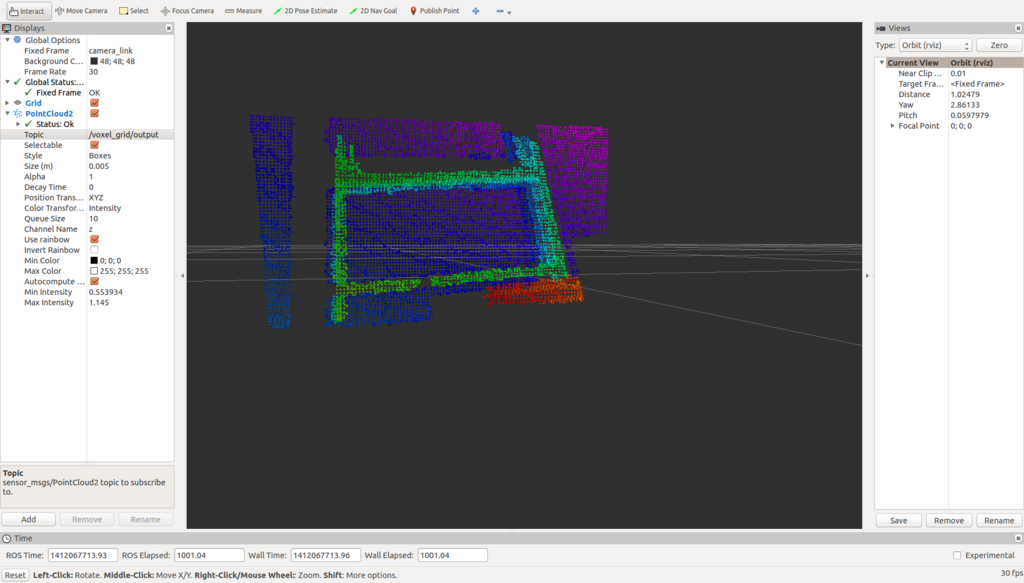 Interact Move Camera Select Focus Camera Measure 2D Pose Estimate 2D Nav Goal Publish Point
Displays
Global Options
Fixed Frame camera_link
Background C... 48; 48; 48
Frame Rate 30
Global Status:...
Fixed Frame OK
Grid
PointCloud2
Status: Ok
Topic /voxel_grid/output
Selectable
Style Boxes
Size (m) 0.005
Alpha 1
Decay Time 0
Position Trans... XYZ
Color Transfor... Intensity
Queue Size 10
Channel Name z
Use rainbow
Invert Rainbow
Min Color 0; 0; 0
Max Color 255; 255; 255
Autocompute ...
Min Intensity 0.553934
Max Intensity 1.145
Topic
sensor_msgs/PointCloud2 topic to subscribe
to.
Add Remove Rename
Views
Type: Orbit (rviz) Zero
Current View Orbit (rviz)
Near Clip ... 0.01
Target Fra... <Fixed Frame>
Distance 1.02479
Yaw 2.86133
Pitch 0.0597979
Focal Point 0; 0; 0
Save Remove Rename
Time
ROS Time: 1412067713.93 ROS Elapsed: 1001.04 Wall Time: 1412067713.96 Wall Elapsed: 1001.04 Experimental
Reset Left-Click: Rotate. Middle-Click: Move X/Y. Right-Click/Mouse Wheel:: Zoom. Shift: More options. 30 fps